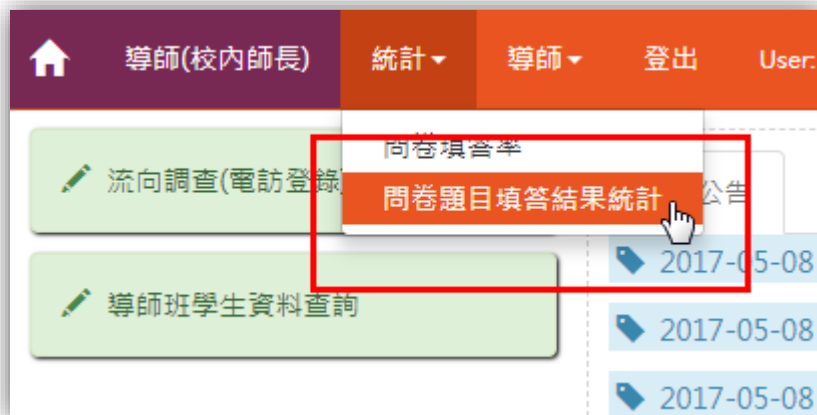 導師(校內師長) 統計 導師 登出 User:
問卷填答率
流向調查(電訪登錄
問卷題目填答結果統計
公告
2017-05-08
導師班學生資料查詢
2017-05-08
2017-05-08